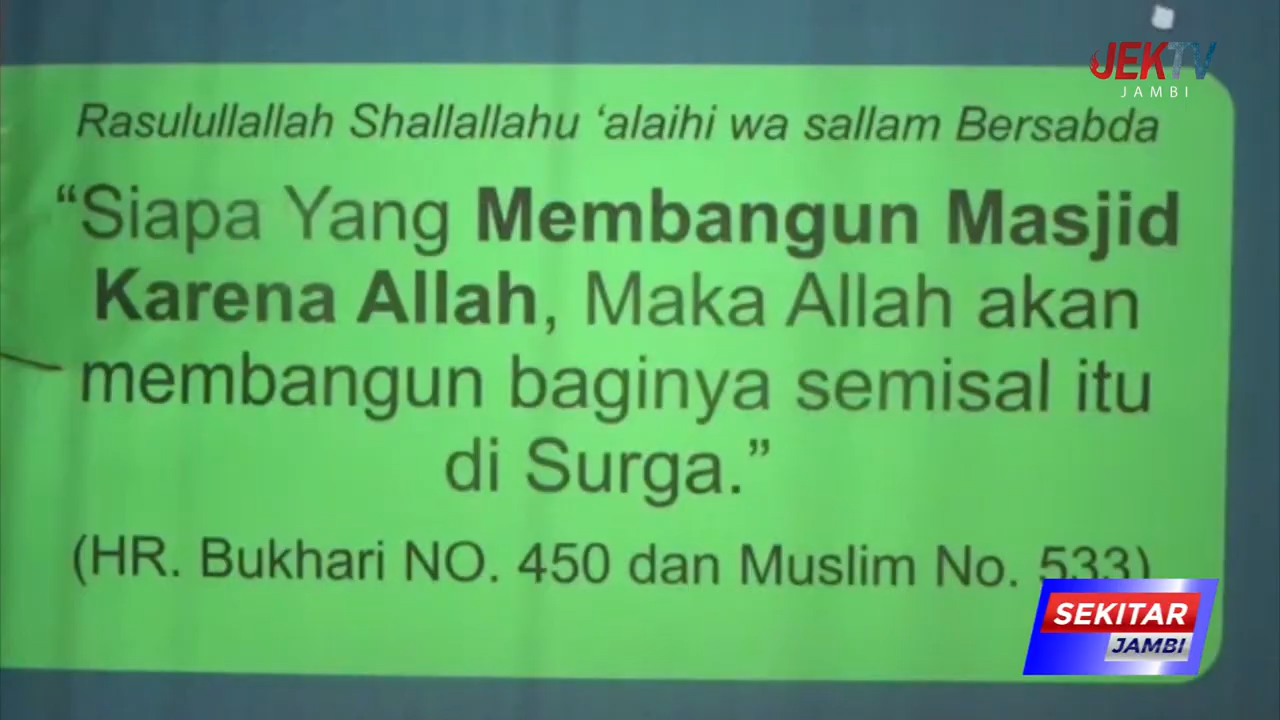 JEKTV
JAMBI
Rasulullallah Shallallahu ‘alaihi wa sallam Bersabda
“Siapa Yang Membangun Masjid
Karena Allah, Maka Allah akan
membangun baginya semisal itu
di Surga.”
(HR. Bukhari NO. 450 dan Muslim No. 533)
SEKITAR
JAMBI